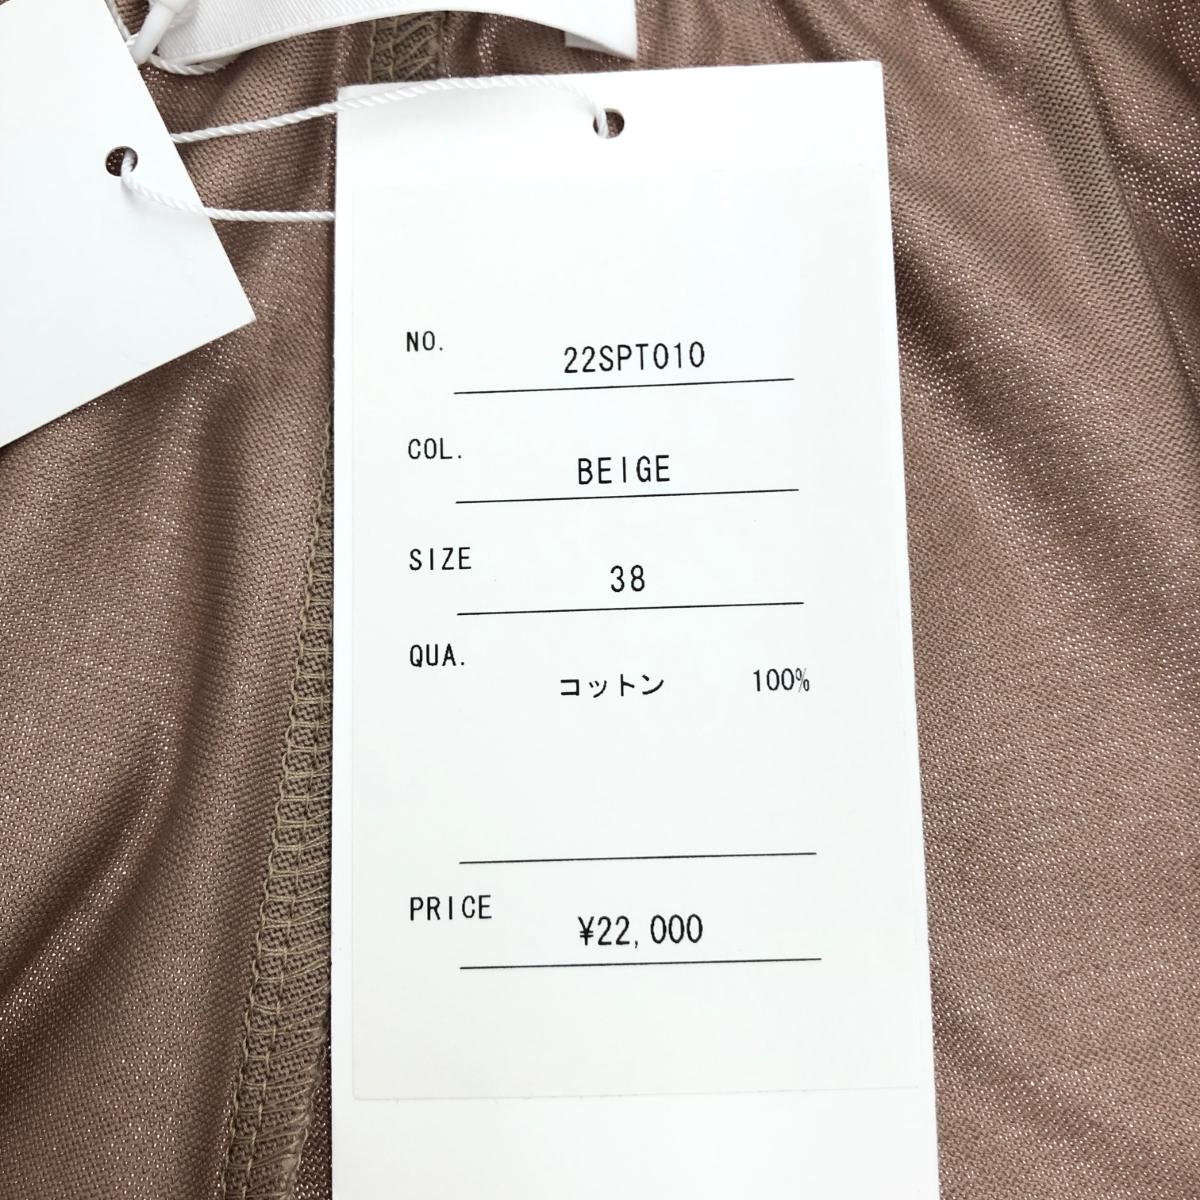 NO. 22SPT010
COL. BEIGE
SIZE 38
QUA.
コットン 100%
PRICE ¥22,000